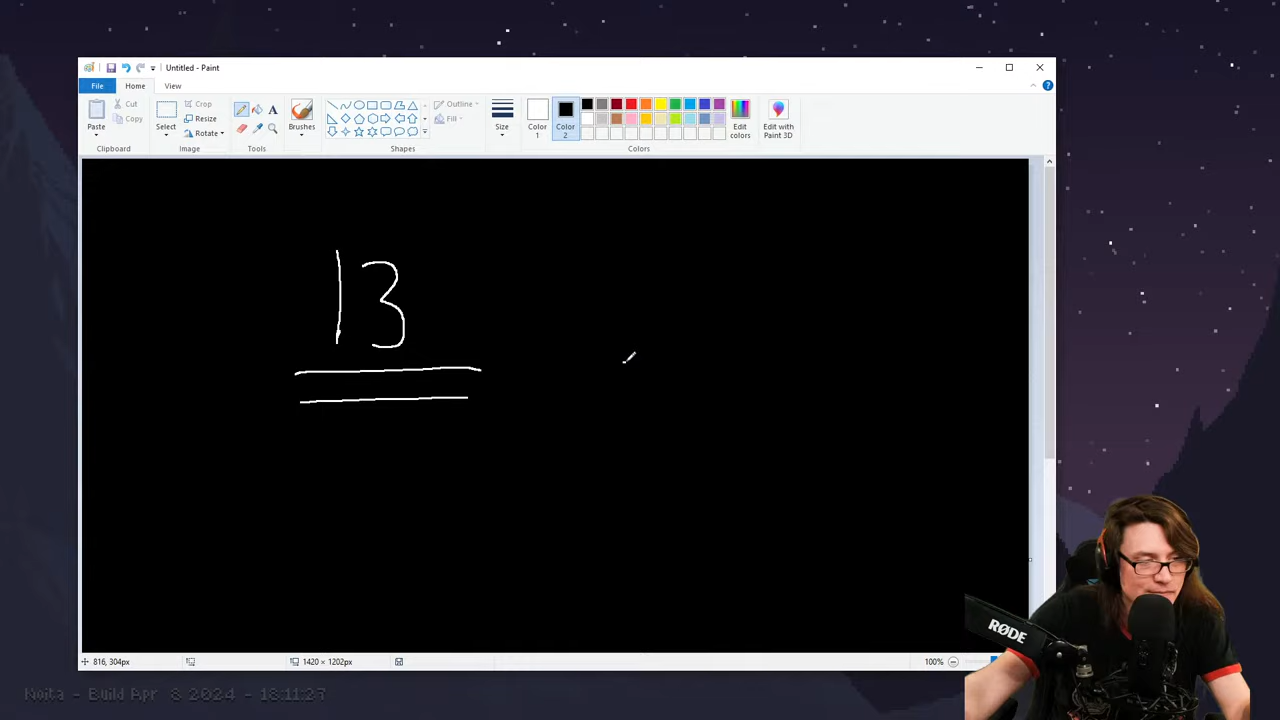 Untitled - Paint
File Home View
Paste Cut Copy Clipboard
Select Crop Resize Rotate Image
Tools
Brushes
Shapes Outline Fill
Size
Color 1 Color 2 Colors Edit colors Edit with Paint 3D
13
816, 304px 1420 × 1202px 100%
RØDE
Noita - Build Apr 8 2024 - 18:11:27